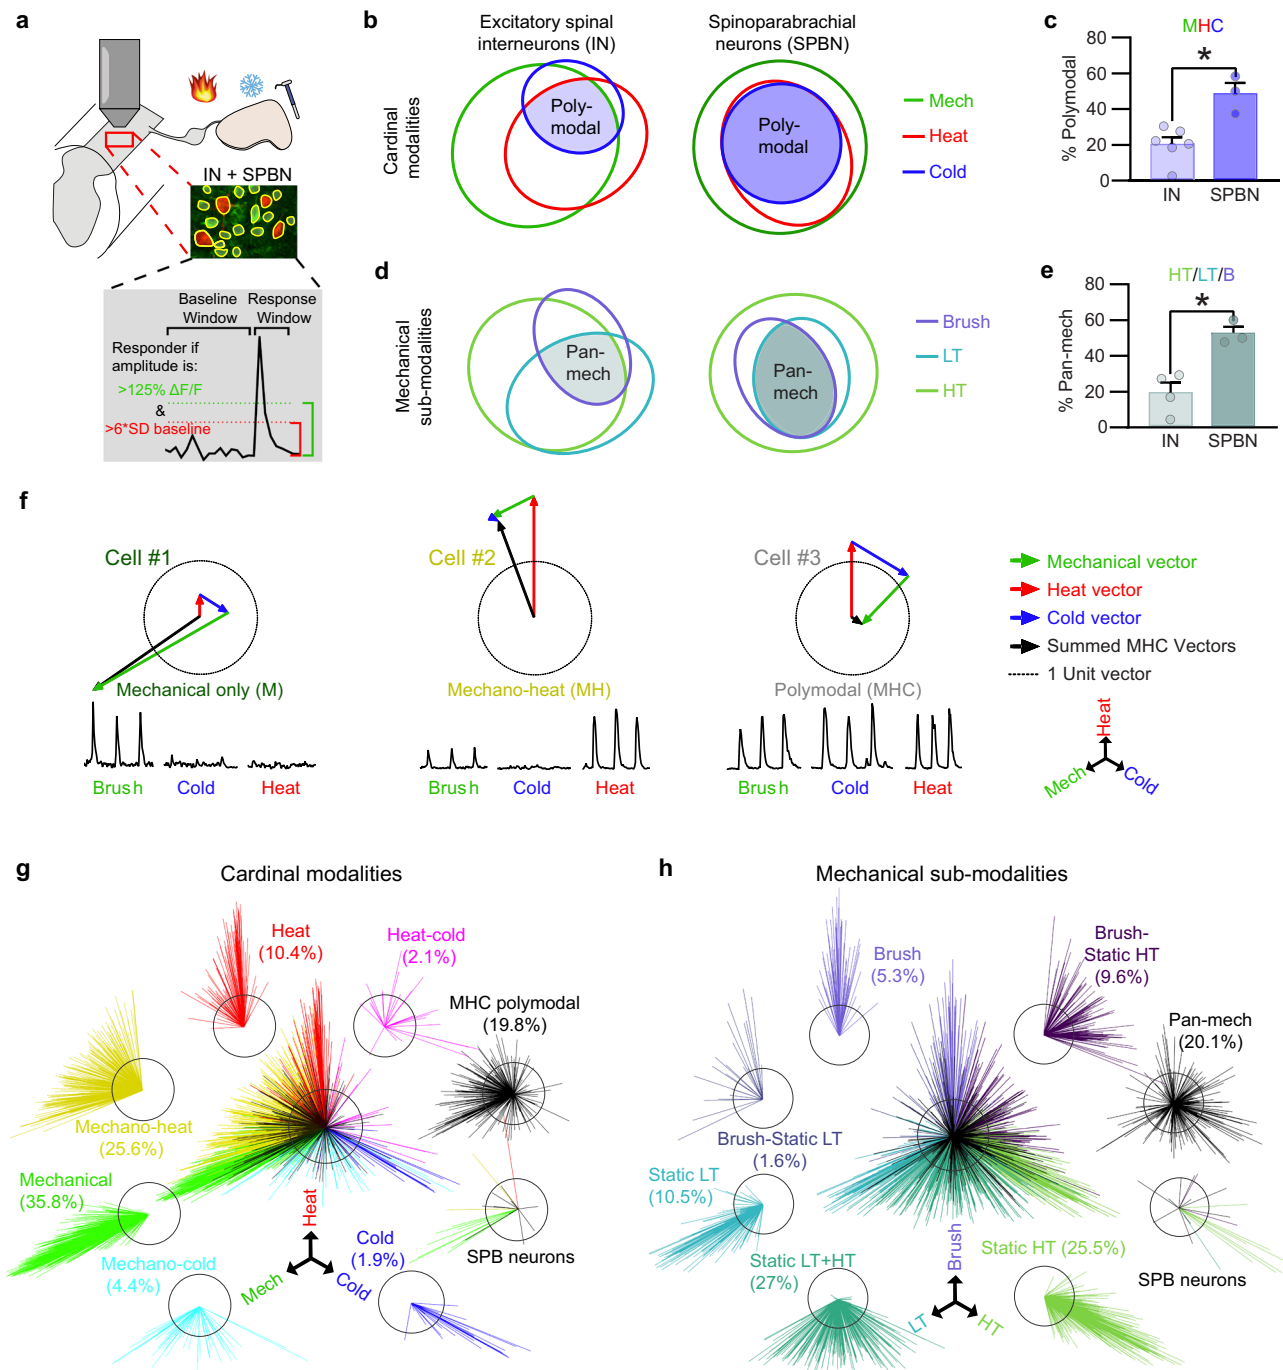 a
IN + SPBN
Baseline Window
Response Window
Responder if
amplitude is:
>125% ΔF/F
&
>6*SD baseline
b
Excitatory spinal
interneurons (IN)
Spinoparabrachial
neurons (SPBN)
Cardinal
modalities
Poly-
modal
Poly-
modal
Mech
Heat
Cold
c
MHC
*
% Polymodal
80
60
40
20
0
IN
SPBN
d
Mechanical
sub-modalities
Pan-
mech
Pan-
mech
Brush
LT
HT
e
HT/LT/B
*
% Pan-mech
80
60
40
20
0
IN
SPBN
f
Cell #1
Mechanical only (M)
Brush
Cold
Heat
Cell #2
Mechano-heat (MH)
Brush
Cold
Heat
Cell #3
Polymodal (MHC)
Brush
Cold
Heat
Mechanical vector
Heat vector
Cold vector
Summed MHC Vectors
1 Unit vector
Heat
Mech
Cold
g
Cardinal modalities
Heat
(10.4%)
Heat-cold
(2.1%)
MHC polymodal
(19.8%)
Mechano-heat
(25.6%)
Mechanical
(35.8%)
Mechano-cold
(4.4%)
Heat
Mech
Cold
Cold
(1.9%)
SPB neurons
h
Mechanical sub-modalities
Brush
(5.3%)
Brush-
Static HT
(9.6%)
Pan-mech
(20.1%)
Brush-Static LT
(1.6%)
Static LT
(10.5%)
Static LT+HT
(27%)
Brush
LT
HT
Static HT (25.5%)
SPB neurons